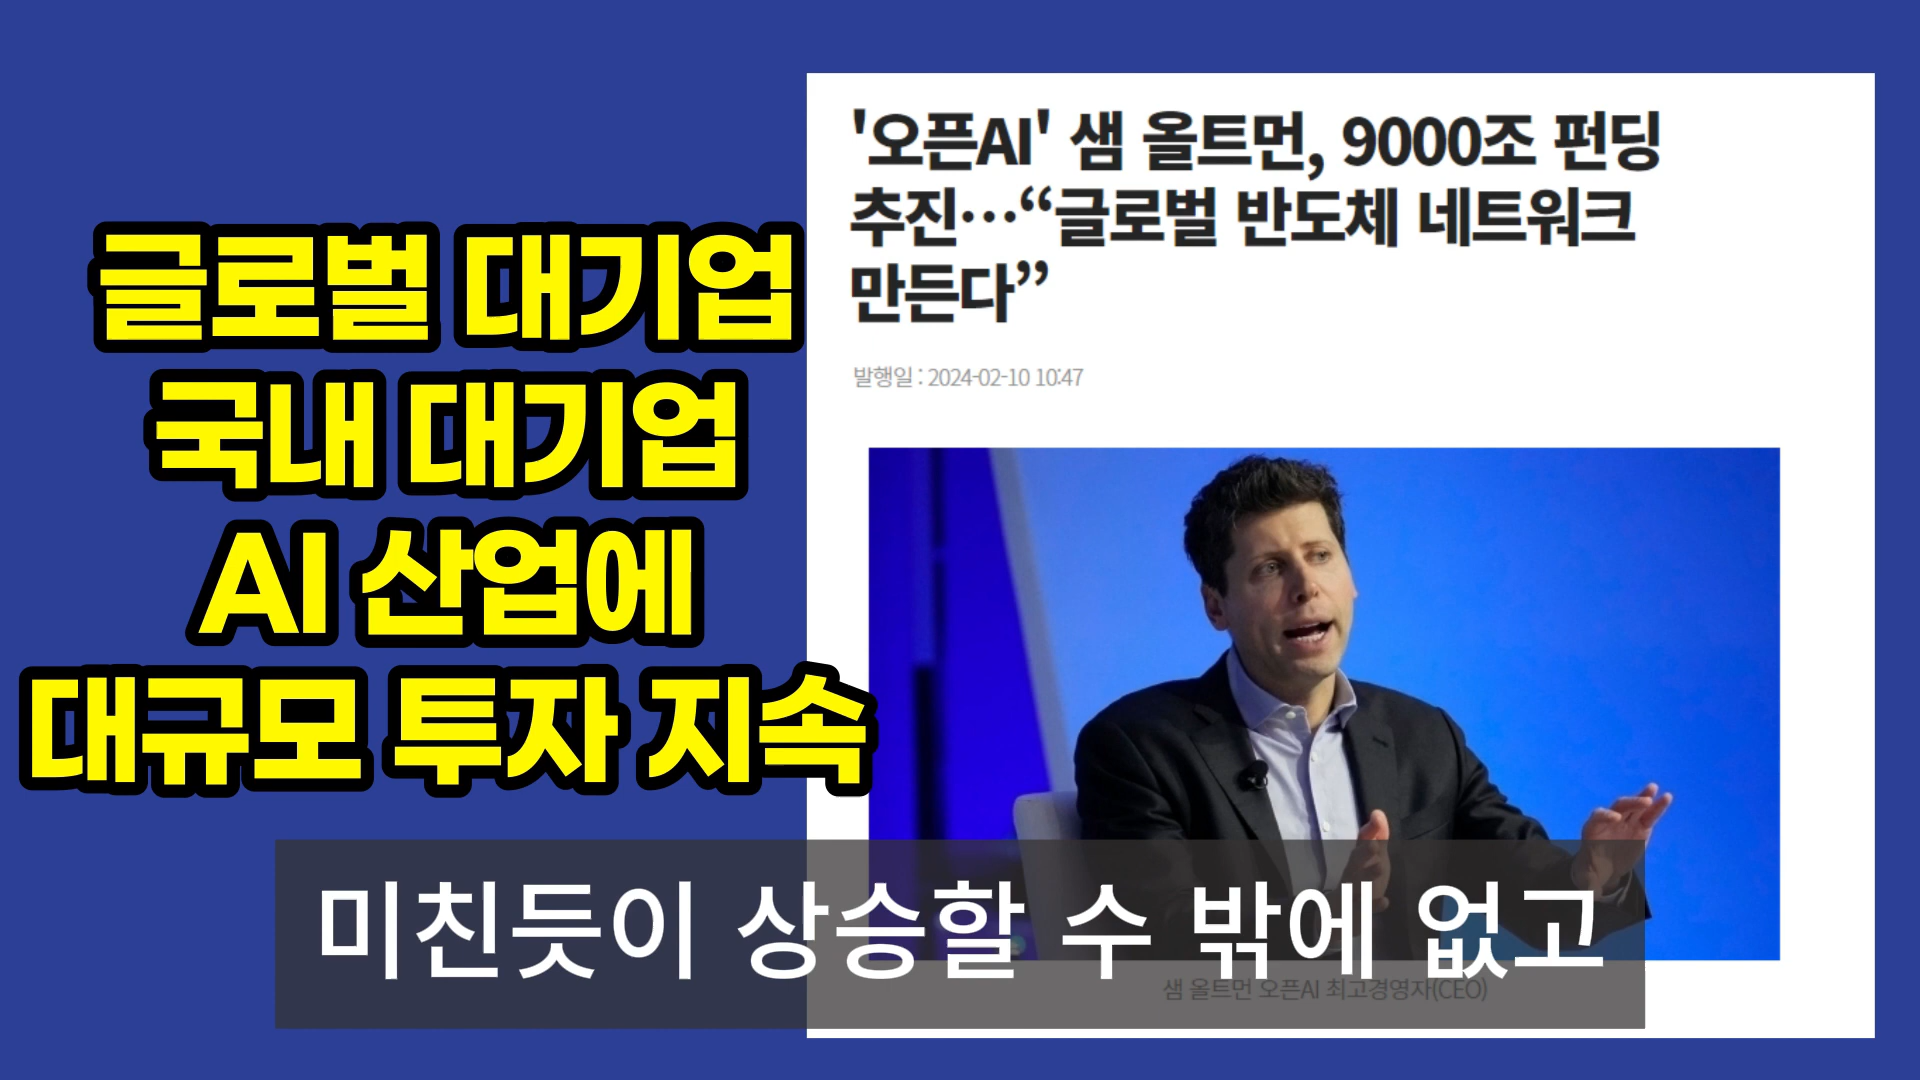 글로벌 대기업
국내 대기업
AI 산업에
대규모 투자 지속
'오픈AI' 샘 올트먼, 9000조 펀딩
추진…“글로벌 반도체 네트워크
만든다”
발행일 : 2024-02-10 10:47
샘 올트먼 오픈AI 최고경영자(CEO)
미친듯이 상승할 수 밖에 없고